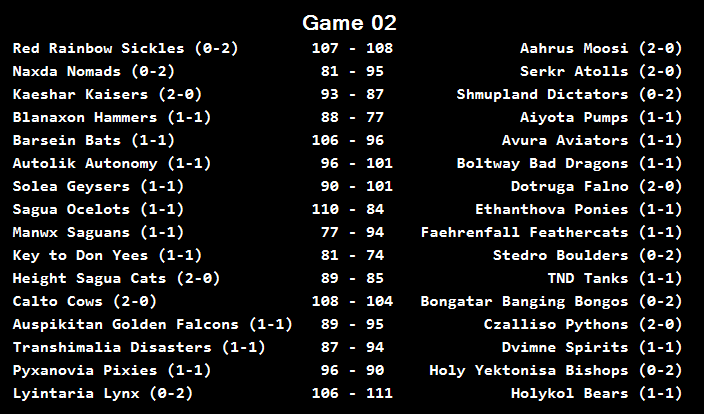 Game 02
Red Rainbow Sickles (0-2) 107 - 108 Aahrus Moosi (2-0)
Naxda Nomads (0-2) 81 - 95 Serkr Atolls (2-0)
Kaeshar Kaisers (2-0) 93 - 87 Shmupland Dictators (0-2)
Blanaxon Hammers (1-1) 88 - 77 Aiyota Pumps (1-1)
Barsein Bats (1-1) 106 - 96 Avura Aviators (1-1)
Autolik Autonomy (1-1) 96 - 101 Boltway Bad Dragons (1-1)
Solea Geysers (1-1) 90 - 101 Dotruga Falno (2-0)
Sagua Ocelots (1-1) 110 - 84 Ethanthova Ponies (1-1)
Manwx Saguans (1-1) 77 - 94 Faehrenfall Feathercats (1-1)
Key to Don Yees (1-1) 81 - 74 Stedro Boulders (0-2)
Height Sagua Cats (2-0) 89 - 85 TND Tanks (1-1)
Calto Cows (2-0) 108 - 104 Bongatar Banging Bongos (0-2)
Auspikitan Golden Falcons (1-1) 89 - 95 Czalliso Pythons (2-0)
Transhimalia Disasters (1-1) 87 - 94 Dvimne Spirits (1-1)
Pyxanovia Pixies (1-1) 96 - 90 Holy Yektonisa Bishops (0-2)
Lyintaria Lynx (0-2) 106 - 111 Holykol Bears (1-1)